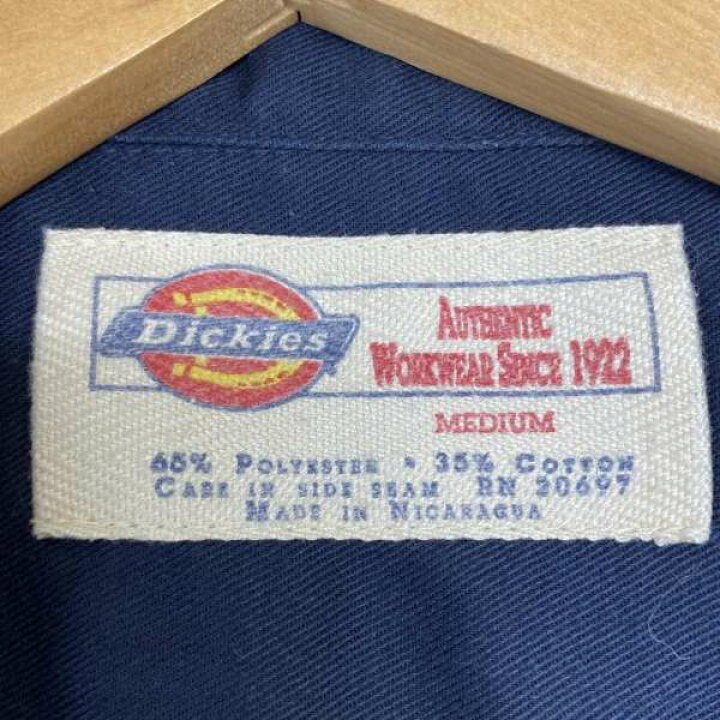 Dickies
AUTHENTIC
WORKWEAR SINCE 1922
MEDIUM
65% POLYESTER • 35% COTTON
CARE IN SIDE SEAM RN 20697
MADE IN NICARAGUA